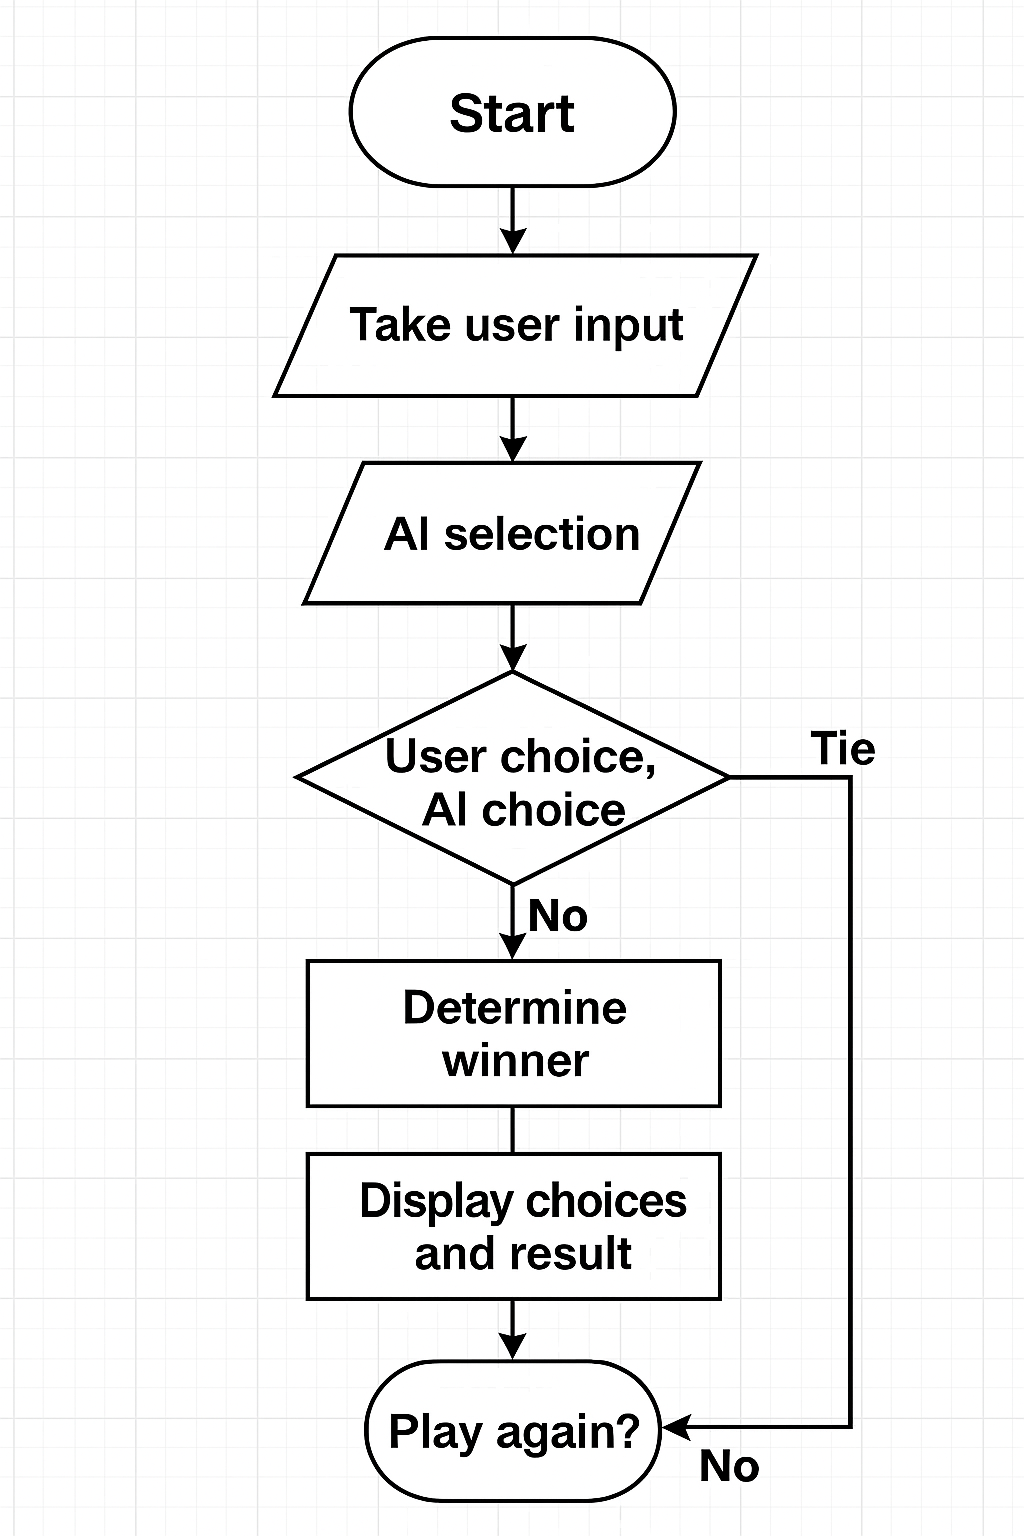 Start
Take user input
AI selection
User choice,
AI choice
Tie
No
Determine
winner
Display choices
and result
Play again?
No